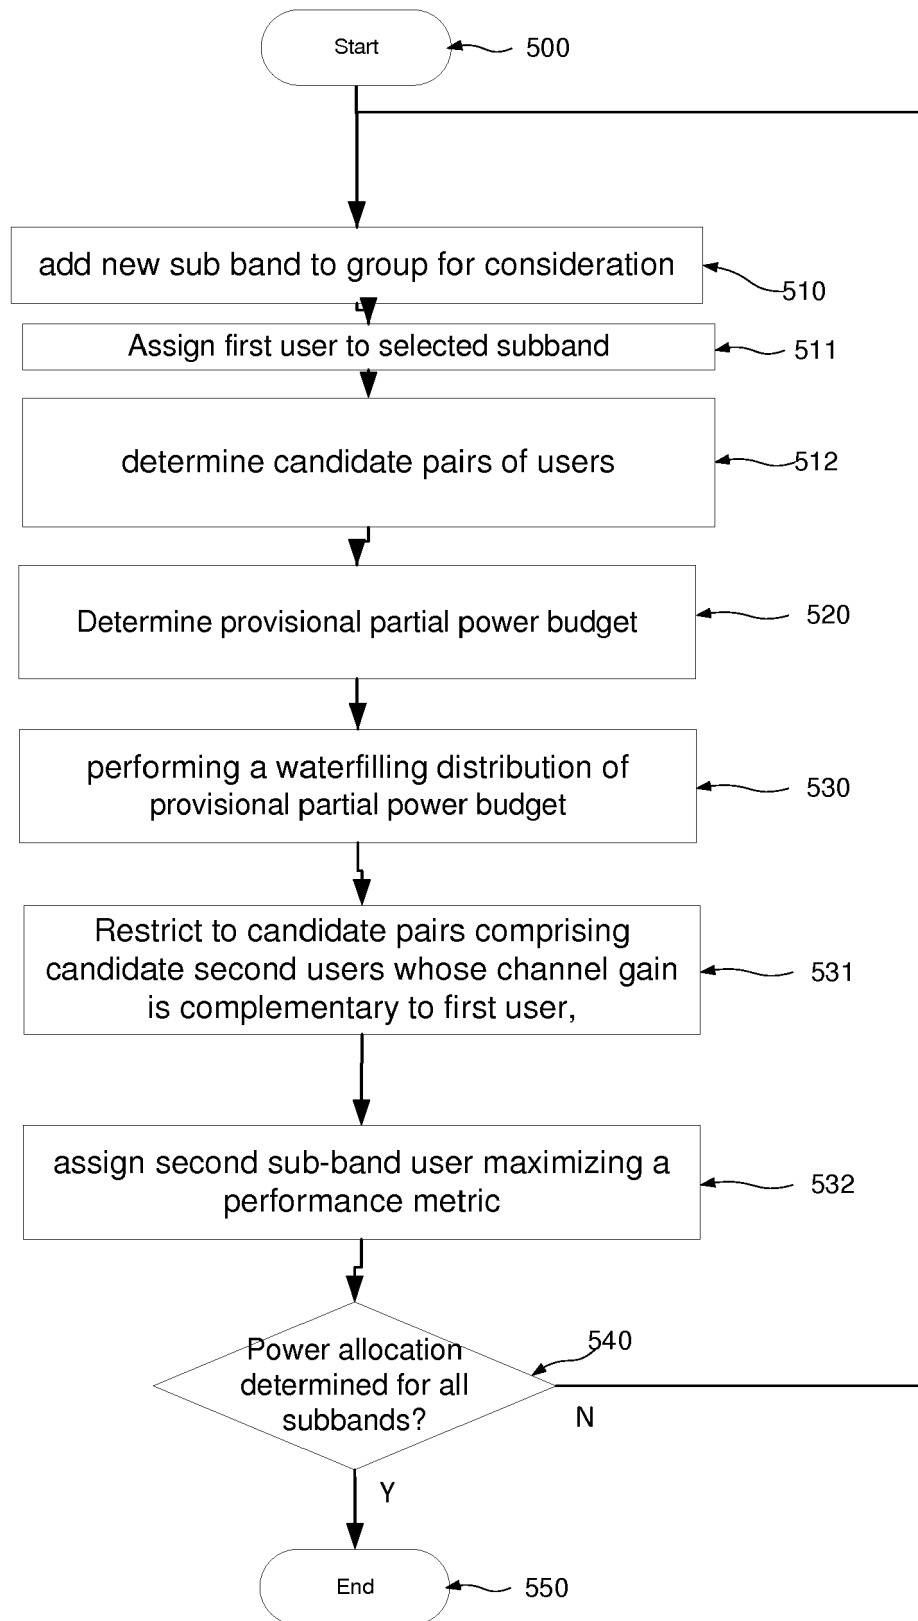 Start
500
add new sub band to group for consideration
510
Assign first user to selected subband
511
determine candidate pairs of users
512
Determine provisional partial power budget
520
performing a waterfilling distribution of
provisional partial power budget
530
Restrict to candidate pairs comprising
candidate second users whose channel gain
is complementary to first user,
531
assign second sub-band user maximizing a
performance metric
532
Power allocation
determined for all
subbands?
540
N
Y
End
550